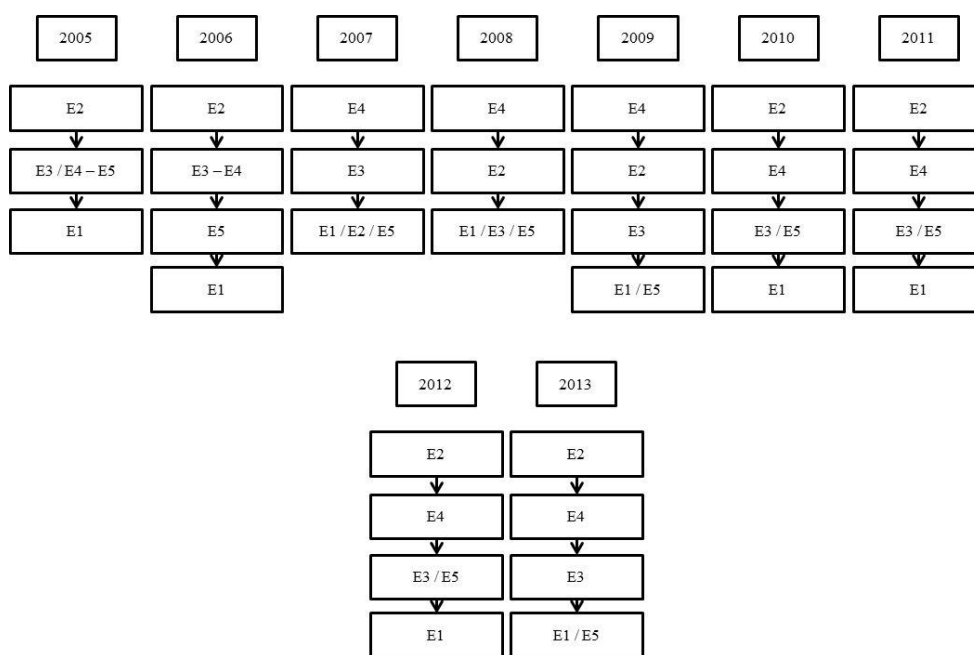 2005 2006 2007 2008 2009 2010 2011
E2 E2 E4 E4 E4 E2 E2
E3 / E4 – E5 E3 – E4 E3 E2 E2 E4 E4
E1 E5 E1 / E2 / E5 E1 / E3 / E5 E3 E3 / E5 E3 / E5
E1 E1 / E5 E1 E1
2012 2013
E2 E2
E4 E4
E3 / E5 E3
E1 E1 / E5